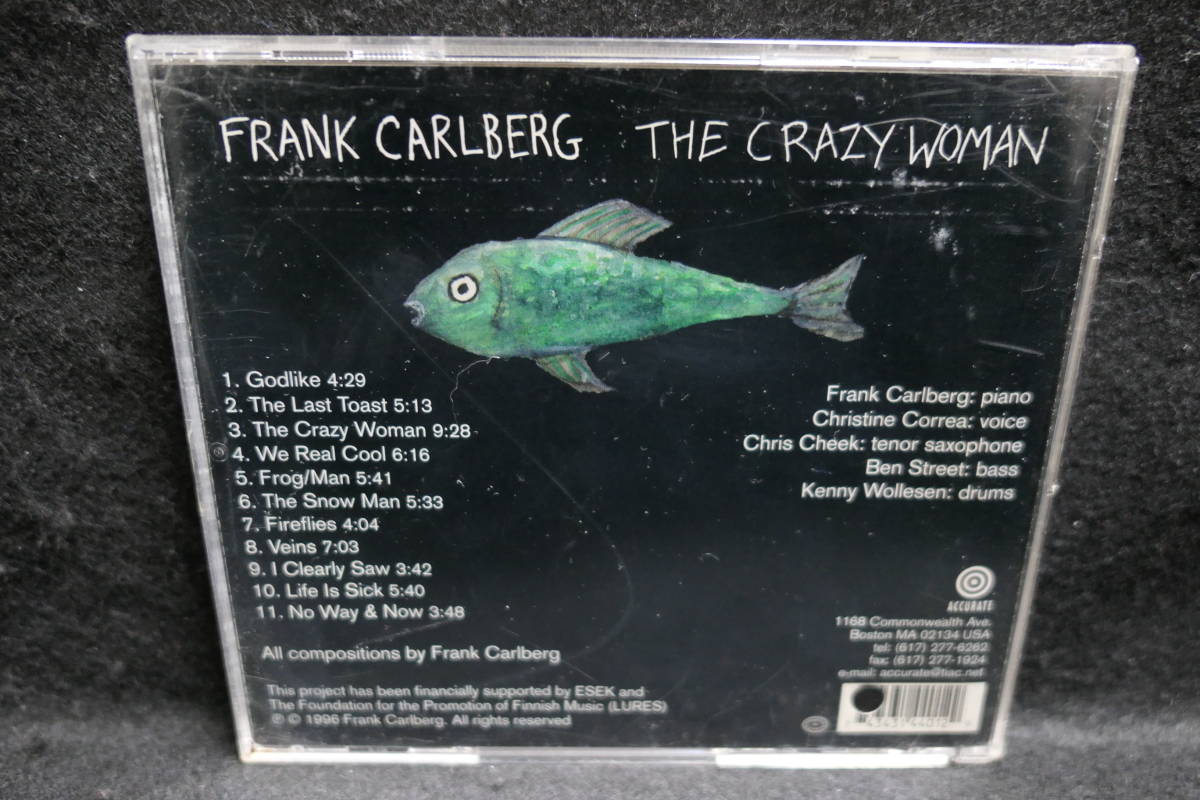 FRANK CARLBERG THE CRAZY WOMAN
1. Godlike 4:29
2. The Last Toast 5:13
3. The Crazy Woman 9:28
4. We Real Cool 6:16
5. Frog/Man 5:41
6. The Snow Man 5:33
7. Fireflies 4:04
8. Veins 7:03
9. I Clearly Saw 3:42
10. Life Is Sick 5:40
11. No Way & Now 3:48
All compositions by Frank Carlberg
This project has been financially supported by ESEK and
The Foundation for the Promotion of Finnish Music (LURES)
℗ © 1996 Frank Carlberg. All rights reserved
Frank Carlberg: piano
Christine Correa: voice
Chris Cheek: tenor saxophone
Ben Street: bass
Kenny Wollesen: drums
ACCURATE
1168 Commonwealth Ave.
Boston MA 02134 USA
tel: (617) 277-6262
fax: (617) 277-1924
e-mail: accurate@tiac.net